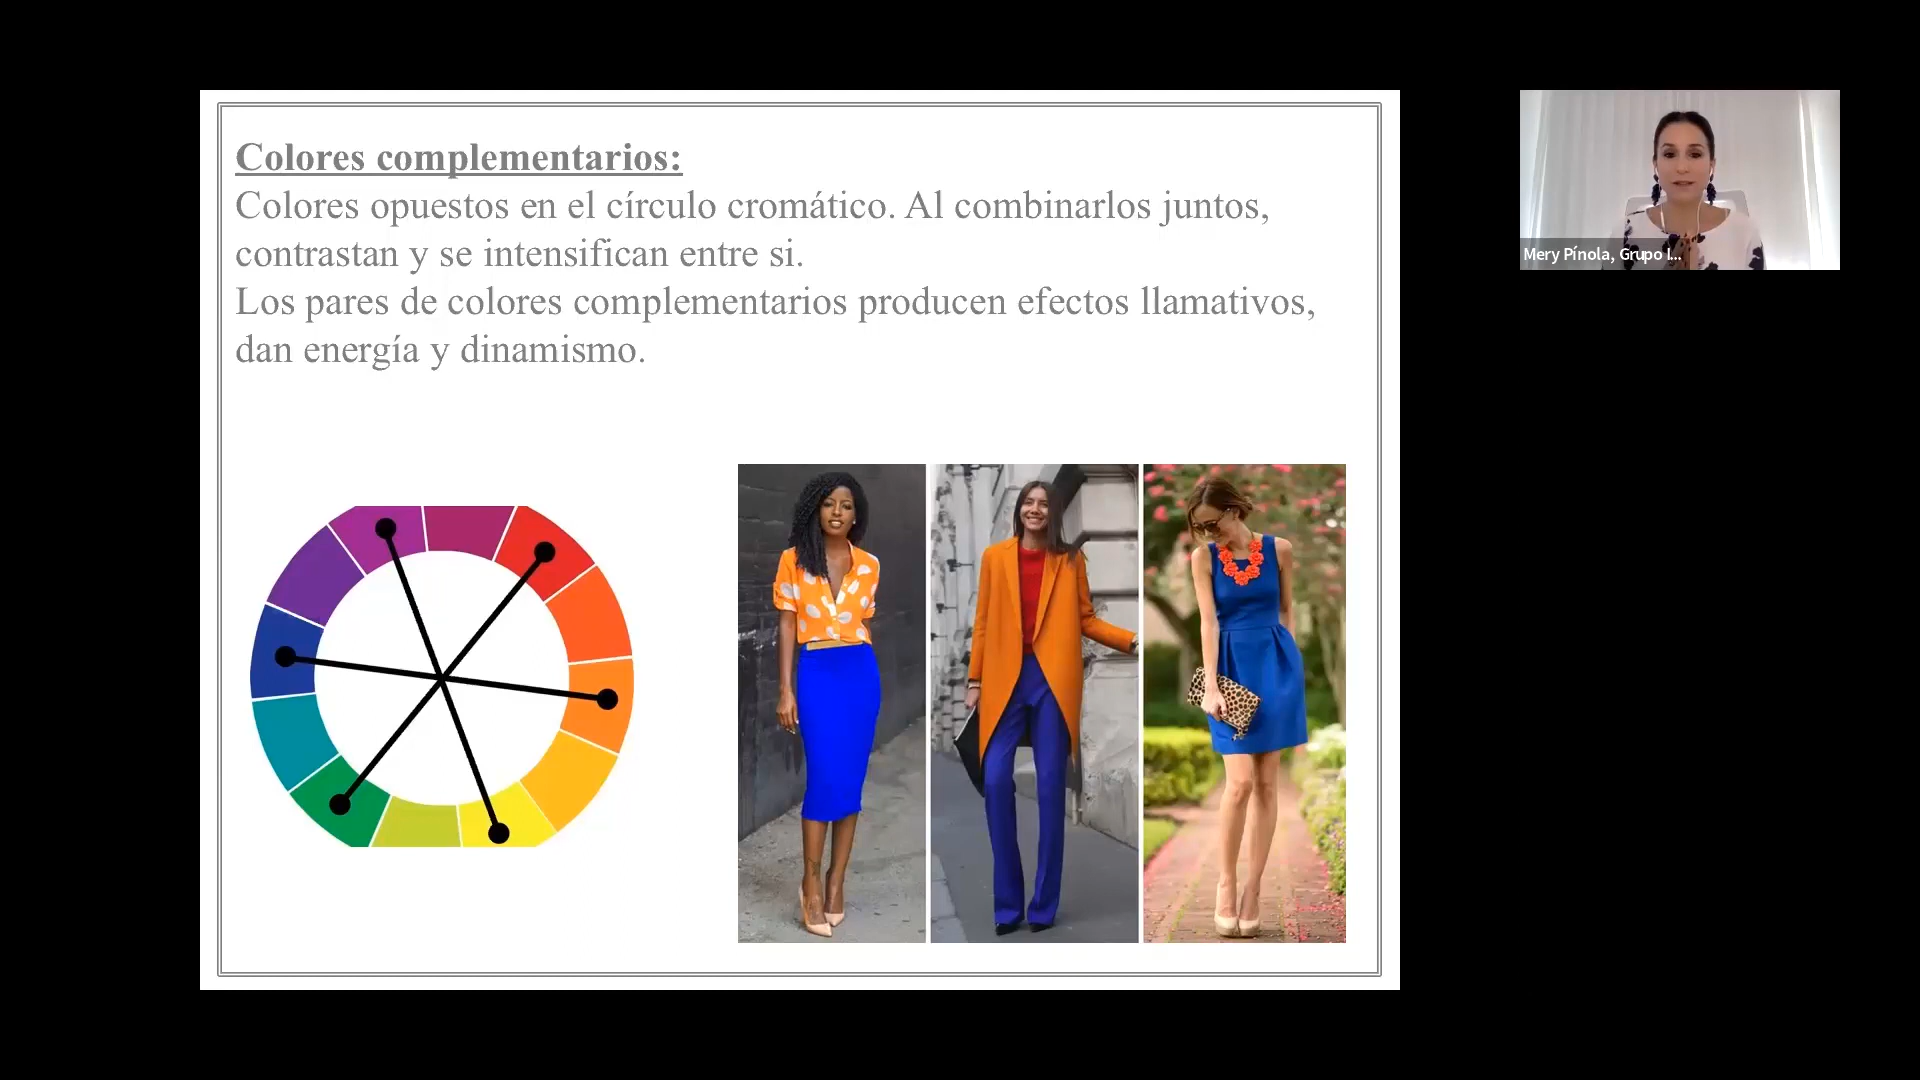 Colores complementarios:
Colores opuestos en el círculo cromático. Al combinarlos juntos,
contrastan y se intensifican entre si.
Los pares de colores complementarios producen efectos llamativos,
dan energía y dinamismo.
Mery Pínola, Grupo I...